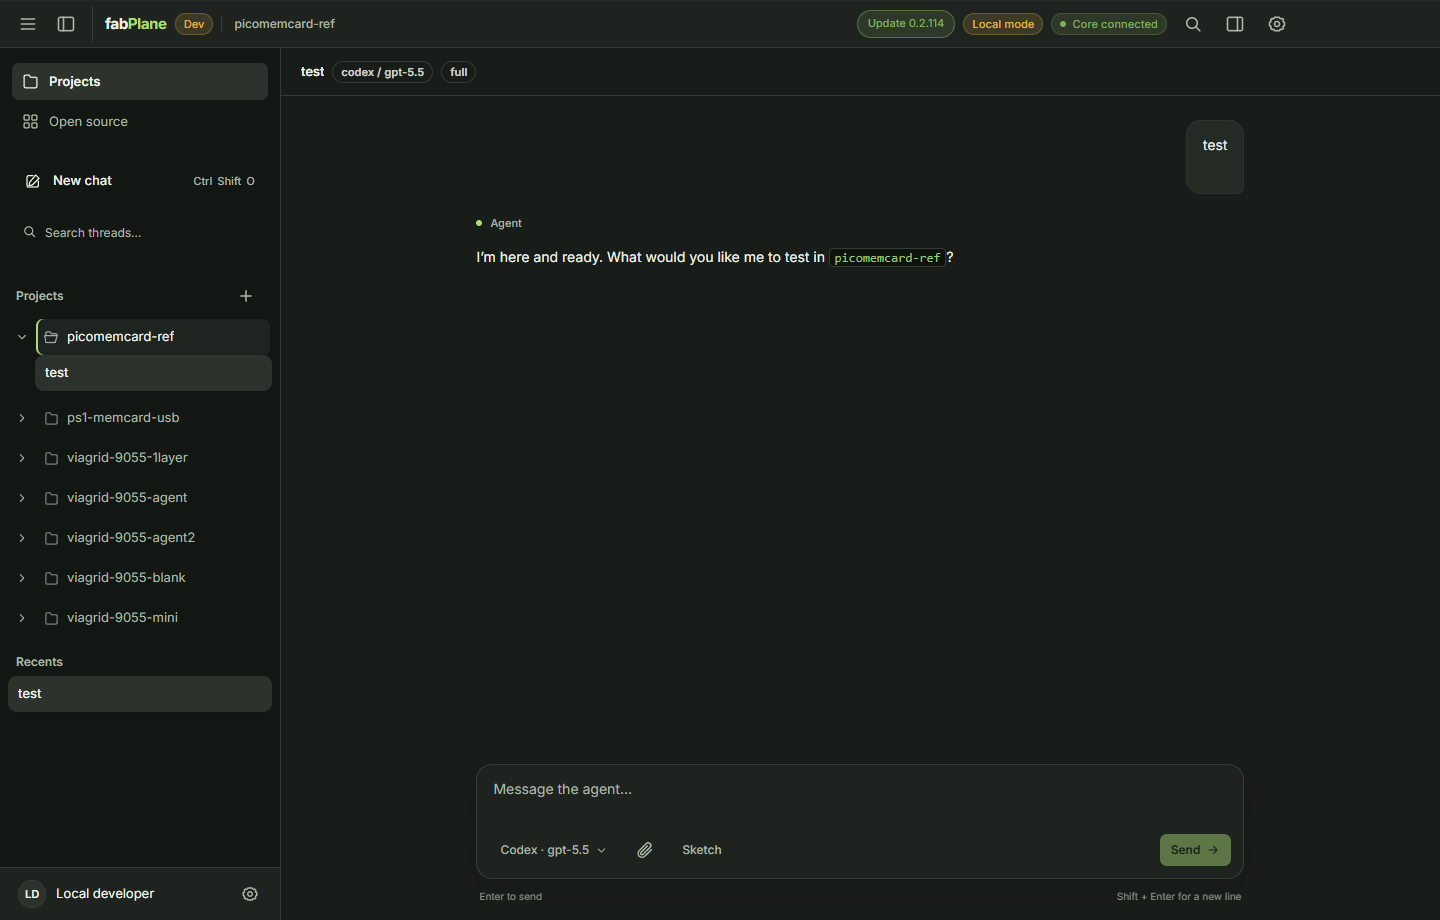 fabPlane Dev picomemcard-ref Update 0.2.114 Local mode Core connected
Projects
Open source
New chat Ctrl Shift O
Search threads...
Projects
picomemcard-ref
test
ps1-memcard-usb
viagrid-9055-1layer
viagrid-9055-agent
viagrid-9055-agent2
viagrid-9055-blank
viagrid-9055-mini
Recents
test
LD Local developer
test codex / gpt-5.5 full
test
Agent
I’m here and ready. What would you like me to test in picomemcard-ref?
Message the agent...
Codex · gpt-5.5 Sketch Send
Enter to send Shift + Enter for a new line